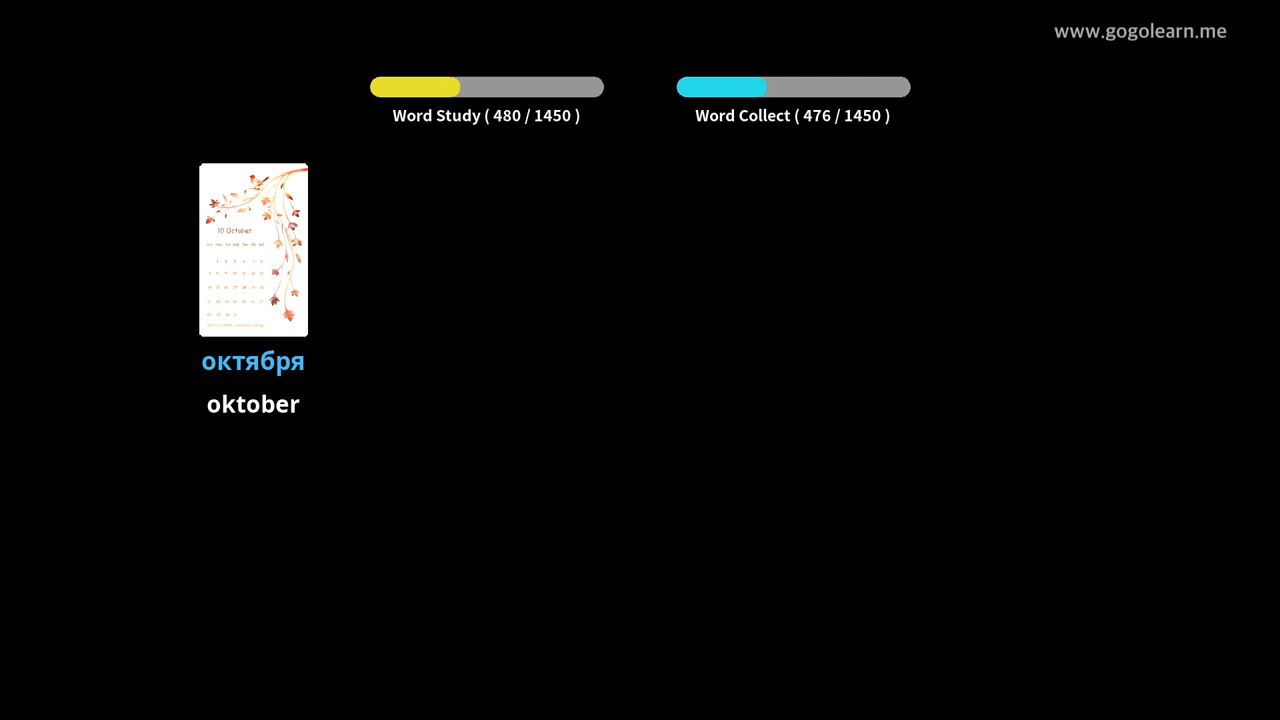 www.gogolearn.me
Word Study ( 480 / 1450 )
Word Collect ( 476 / 1450 )
10 October
октября
oktober